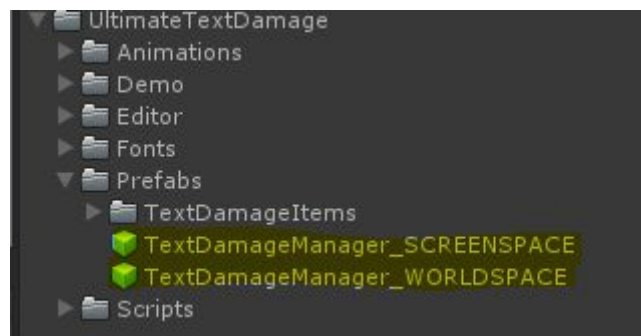 UltimateTextDamage
Animations
Demo
Editor
Fonts
Prefabs
TextDamageItems
TextDamageManager_SCREENSPACE
TextDamageManager_WORLDSPACE
Scripts